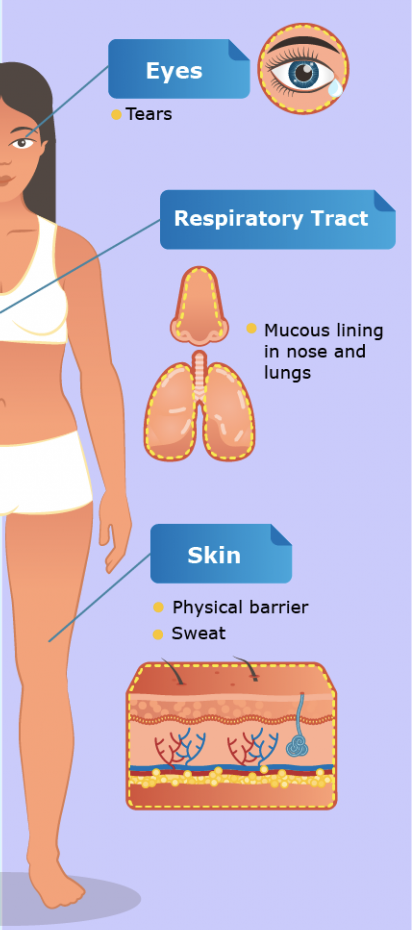 Eyes
Tears
Respiratory Tract
Mucous lining
in nose and
lungs
Skin
Physical barrier
Sweat